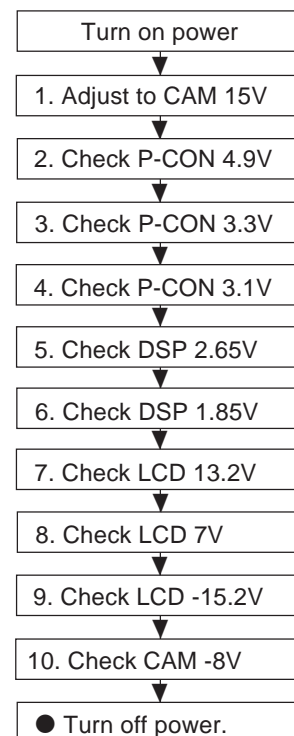 Turn on power
1. Adjust to CAM 15V
2. Check P-CON 4.9V
3. Check P-CON 3.3V
4. Check P-CON 3.1V
5. Check DSP 2.65V
6. Check DSP 1.85V
7. Check LCD 13.2V
8. Check LCD 7V
9. Check LCD -15.2V
10. Check CAM -8V
● Turn off power.